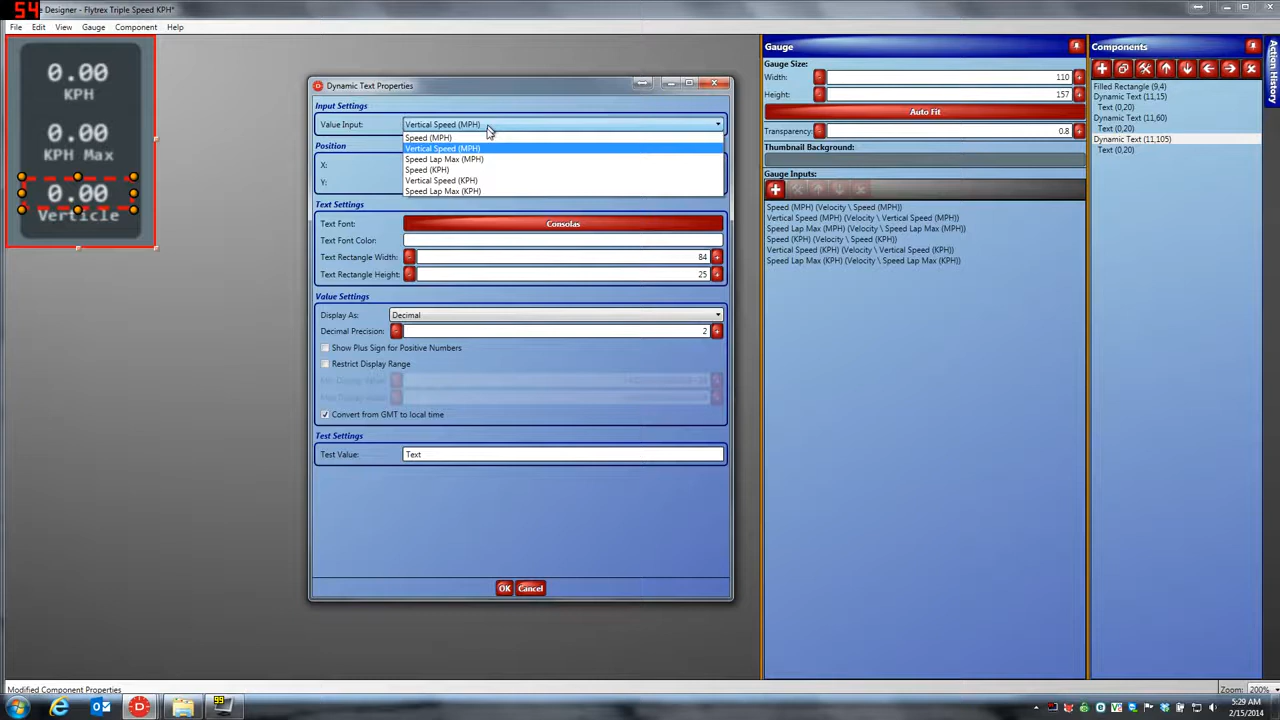 54
e Designer - Flytrex Triple Speed KPH*
File Edit View Gauge Component Help
0.00
KPH
0.00
KPH Max
0.00
Verticle
Dynamic Text Properties
Input Settings
Value Input: Vertical Speed (MPH)
Speed (MPH)
Vertical Speed (MPH)
Speed Lap Max (MPH)
Speed (KPH)
Vertical Speed (KPH)
Speed Lap Max (KPH)
Position
X:
Y:
Text Settings
Text Font: Consolas
Text Font Color:
Text Rectangle Width: 84
Text Rectangle Height: 25
Value Settings
Display As: Decimal
Decimal Precision: 2
Show Plus Sign for Positive Numbers
Restrict Display Range
Convert from GMT to local time
Test Settings
Test Value: Text
OK Cancel
Gauge
Gauge Size:
Width: 110
Height: 157
Auto Fit
Transparency: 0.8
Thumbnail Background:
Gauge Inputs:
Speed (MPH) (Velocity \ Speed (MPH))
Vertical Speed (MPH) (Velocity \ Vertical Speed (MPH))
Speed Lap Max (MPH) (Velocity \ Speed Lap Max (MPH))
Speed (KPH) (Velocity \ Speed (KPH))
Vertical Speed (KPH) (Velocity \ Vertical Speed (KPH))
Speed Lap Max (KPH) (Velocity \ Speed Lap Max (KPH))
Components
Filled Rectangle (9,4)
Dynamic Text (11,15)
Text (0,20)
Dynamic Text (11,60)
Text (0,20)
Dynamic Text (11,105)
Text (0,20)
Action History
Modified Component Properties
Zoom: 200%
99
5:29 AM
2/15/2014